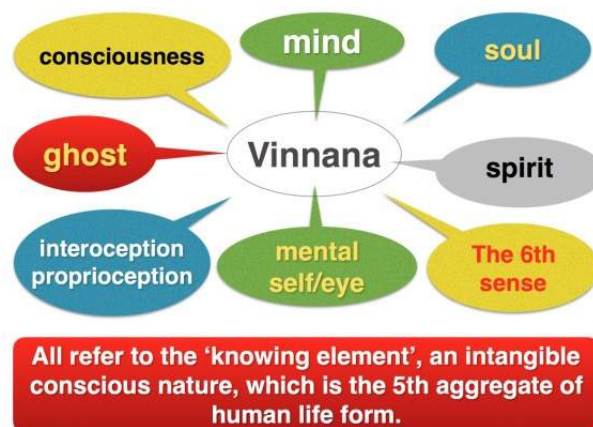 consciousness
mind
soul
ghost
Vinnana
spirit
interoception
proprioception
mental
self/eye
The 6th
sense
All refer to the ‘knowing element’, an intangible
conscious nature, which is the 5th aggregate of
human life form.